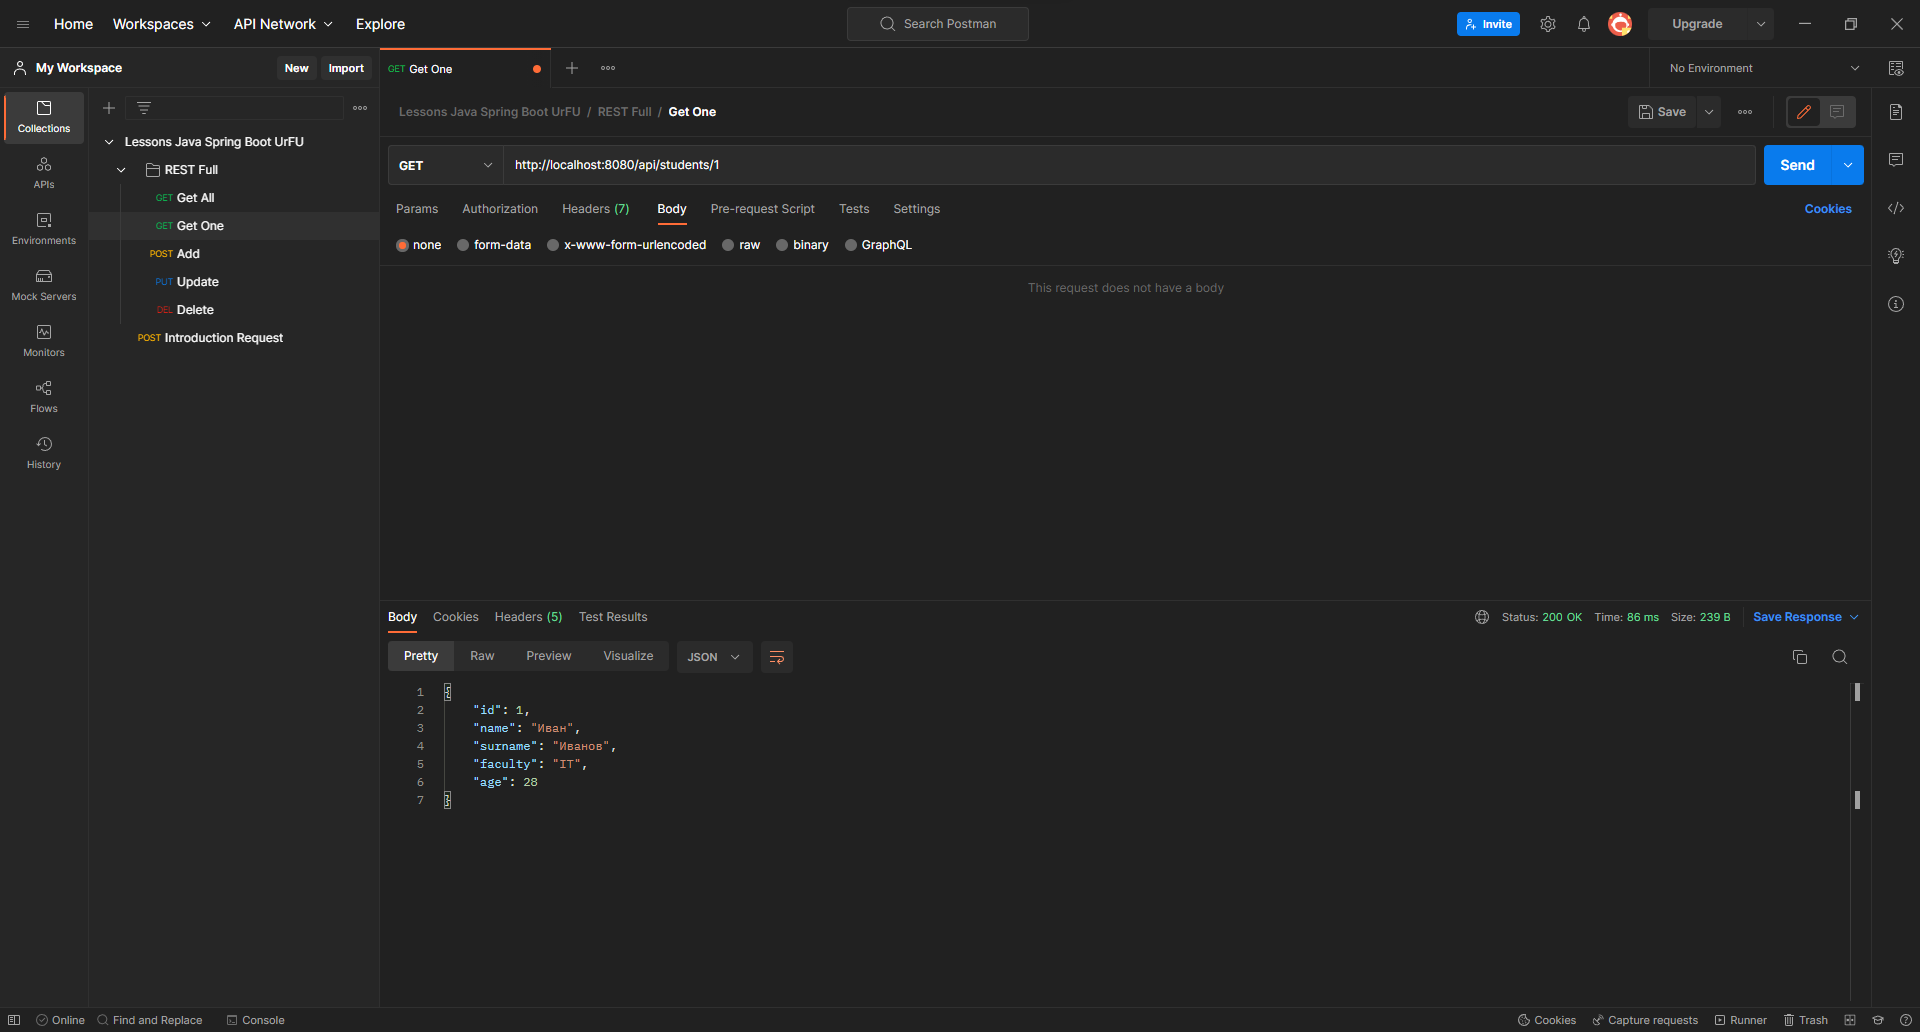 Home Workspaces API Network Explore Search Postman Invite Upgrade
My Workspace New Import GET Get One No Environment
Collections
APIs
Environments
Mock Servers
Monitors
Flows
History
Lessons Java Spring Boot UrFU
REST Full
GET Get All
GET Get One
POST Add
PUT Update
DEL Delete
POST Introduction Request
Lessons Java Spring Boot UrFU / REST Full / Get One Save
GET http://localhost:8080/api/students/1 Send
Params Authorization Headers (7) Body Pre-request Script Tests Settings Cookies
none form-data x-www-form-urlencoded raw binary GraphQL
This request does not have a body
Body Cookies Headers (5) Test Results Status: 200 OK Time: 86 ms Size: 239 B Save Response
Pretty Raw Preview Visualize JSON
1 {
2 "id": 1,
3 "name": "Иван",
4 "surname": "Иванов",
5 "faculty": "IT",
6 "age": 28
7 }
Online Find and Replace Console Cookies Capture requests Runner Trash